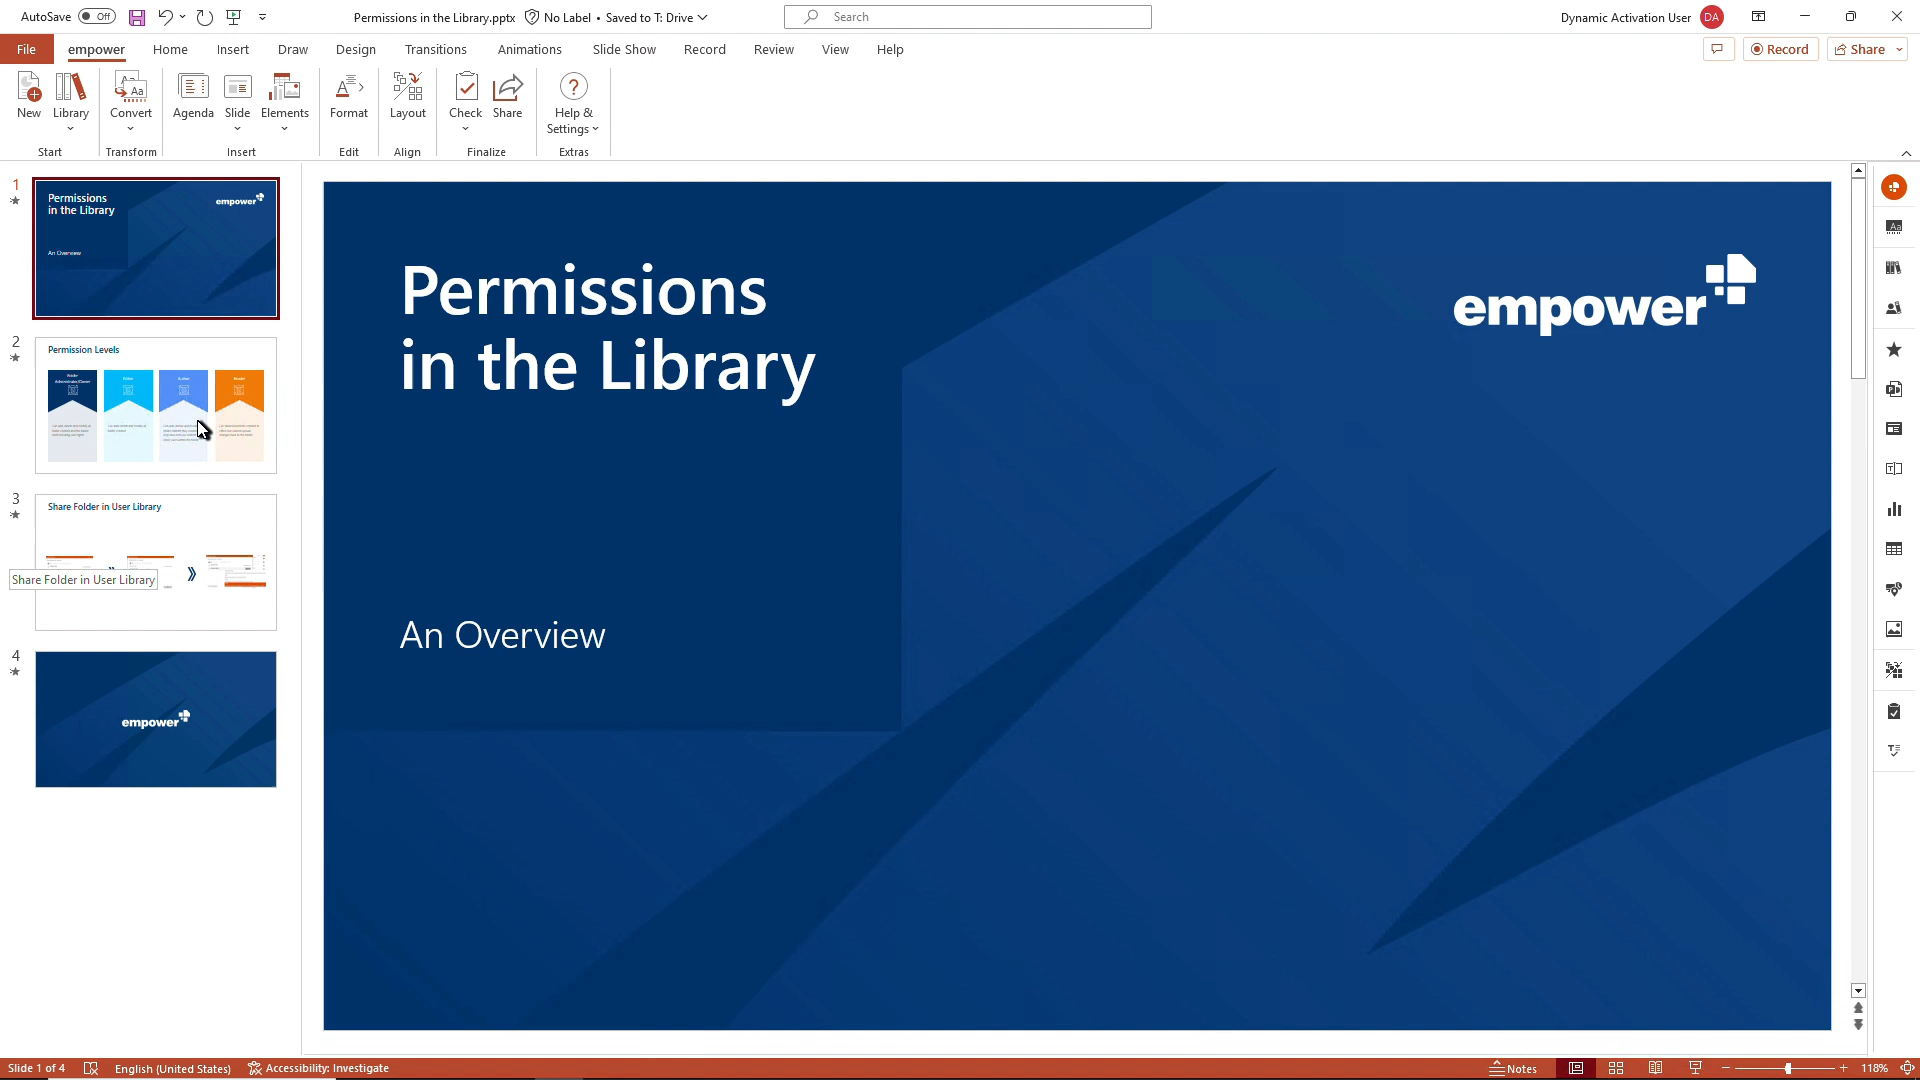 AutoSave Off
Permissions in the Library.pptx No Label • Saved to T: Drive
Search
Dynamic Activation User DA
File empower Home Insert Draw Design Transitions Animations Slide Show Record Review View Help
Record Share
New Library Convert Agenda Slide Elements Format Layout Check Share Help &
Settings
Start Transform Insert Edit Align Finalize Extras
1
Permissions
in the Library
empower
An Overview
2
Permission Levels
Writer
Author
Reader
3
Share Folder in User Library
Share Folder in User Library
4
empower
Permissions
in the Library
empower
An Overview
Slide 1 of 4 English (United States) Accessibility: Investigate Notes 118%